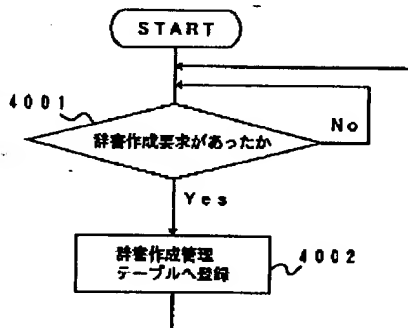 START
4001
辞書作成要求があったか
No
Yes
辞書作成管理
テーブルへ登録
4002